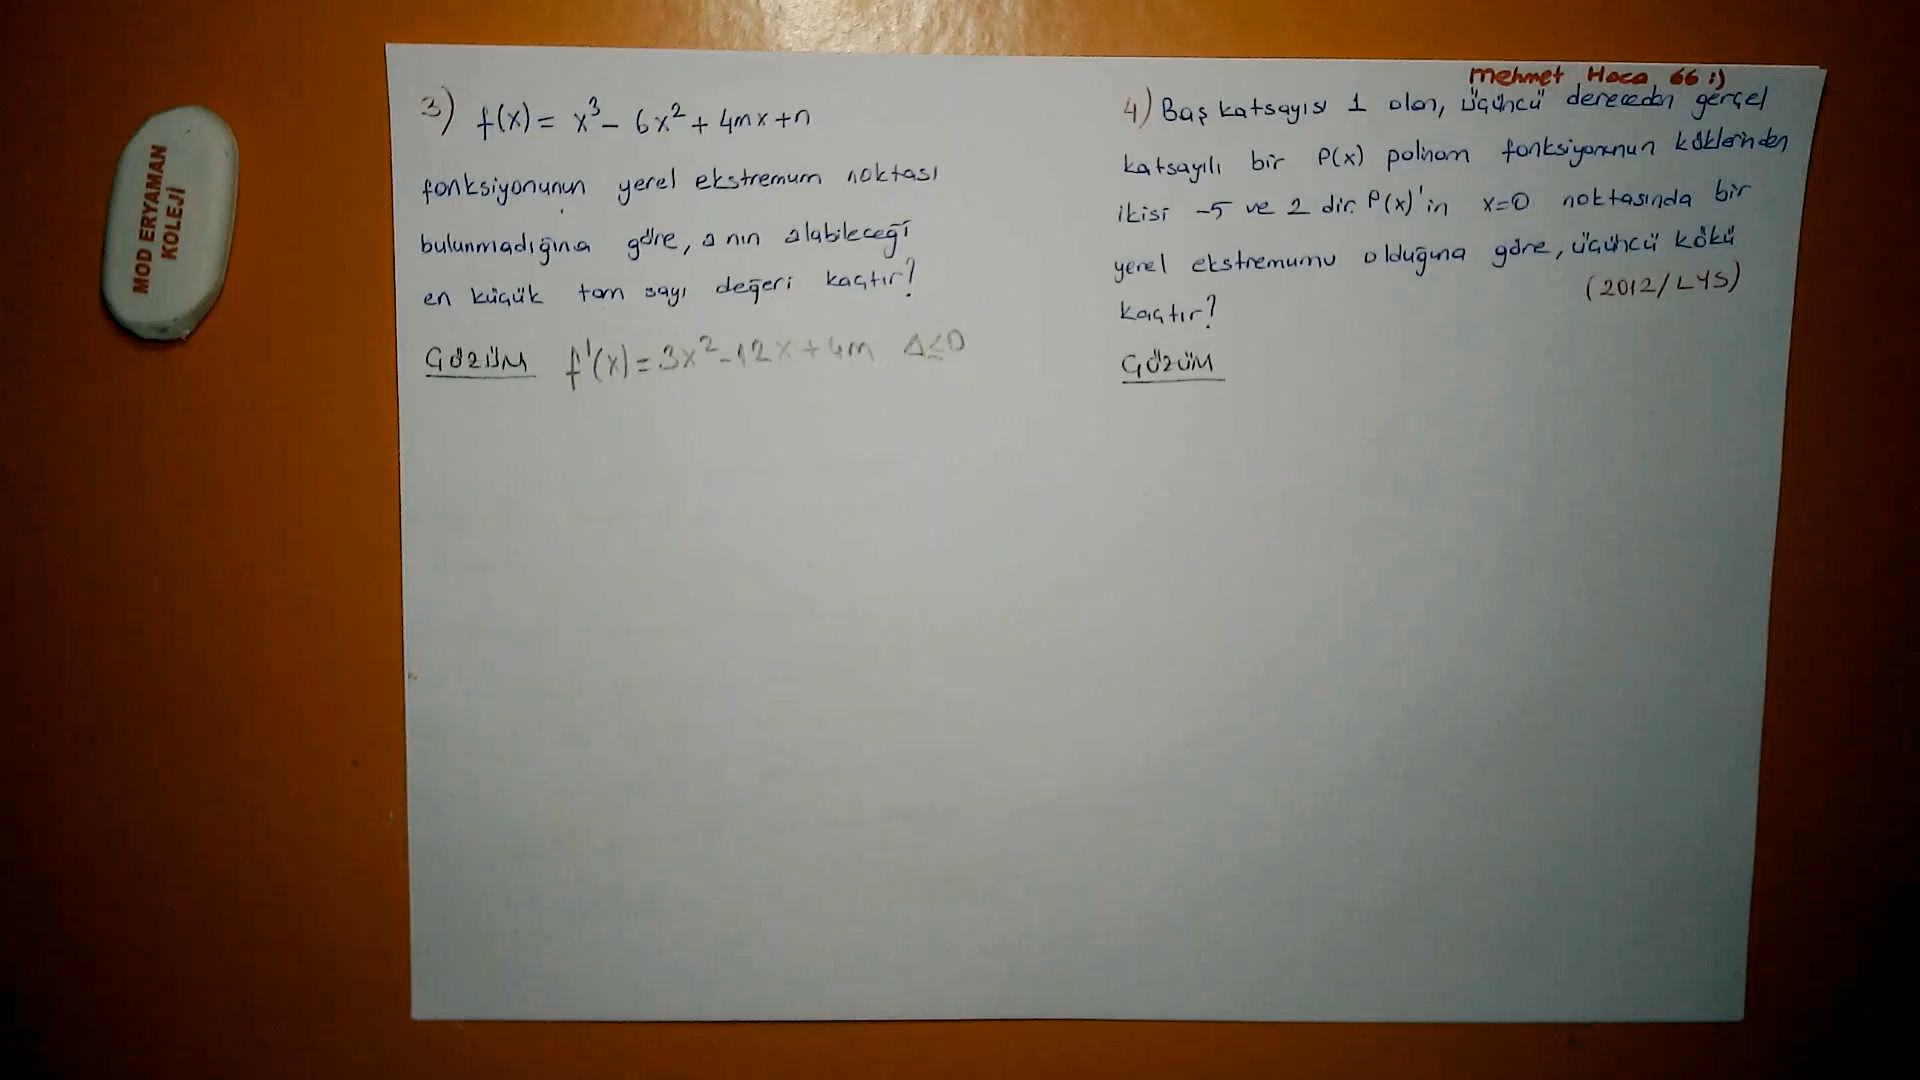 MOD ERYAMAN
KOLEJİ
3) f(x) = x³ - 6x² + 4mx + n
fonksiyonunun yerel ekstremum noktası
bulunmadığına göre, a nın alabileceği
en küçük tam sayı değeri kaçtır?
ÇÖZÜM f'(x) = 3x² - 12x + 4m Δ≤0
Mehmet Hoca 66 :)
4) Baş katsayısı 1 olan, üçüncü dereceden gerçel
katsayılı bir P(x) polinom fonksiyonunun köklerinden
ikisi -5 ve 2 dir. P(x)'in x=0 noktasında bir
yerel ekstremumu olduğuna göre, üçüncü kökü
kaçtır? (2012/LYS)
ÇÖZÜM